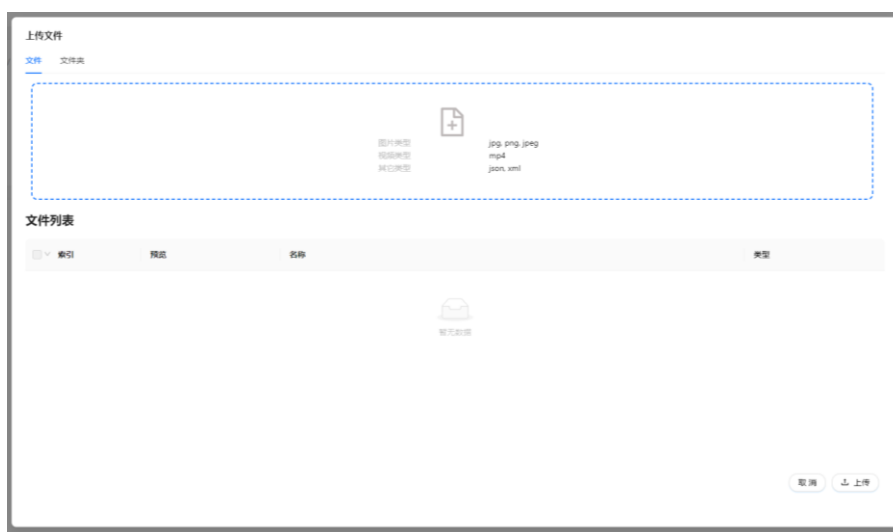 上传文件
文件 文件夹
图片类型 jpg, png, jpeg
视频类型 mp4
其它类型 json, xml
文件列表
索引 预览 名称 类型
暂无数据
取消 上传